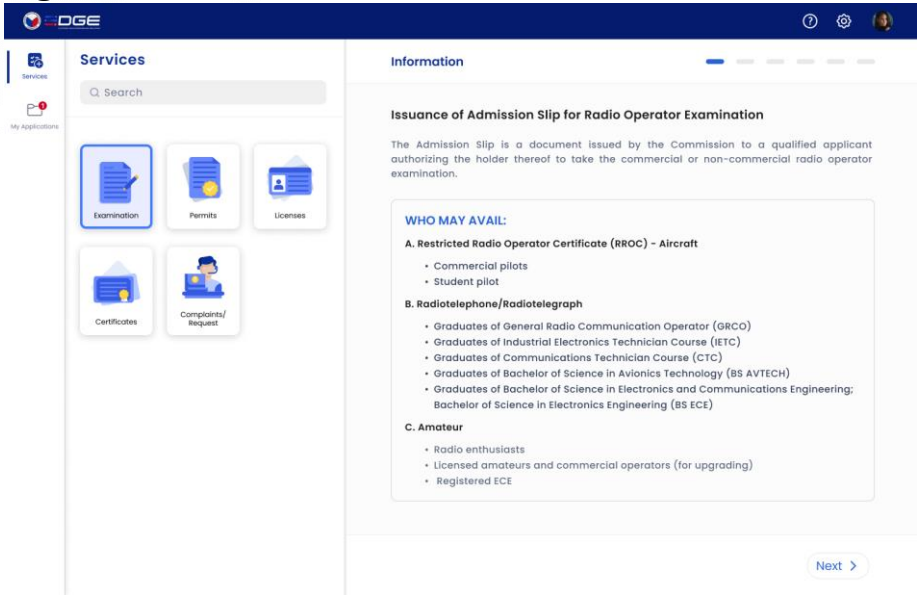 EDGE
Services
My Applications
1
Services
Search
Examination
Permits
Licenses
Certificates
Complaints/
Request
Information
Issuance of Admission Slip for Radio Operator Examination
The Admission Slip is a document issued by the Commission to a qualified applicant
authorizing the holder thereof to take the commercial or non-commercial radio operator
examination.
WHO MAY AVAIL:
A. Restricted Radio Operator Certificate (RROC) - Aircraft
• Commercial pilots
• Student pilot
B. Radiotelephone/Radiotelegraph
• Graduates of General Radio Communication Operator (GRCO)
• Graduates of Industrial Electronics Technician Course (IETC)
• Graduates of Communications Technician Course (CTC)
• Graduates of Bachelor of Science in Avionics Technology (BS AVTECH)
• Graduates of Bachelor of Science in Electronics and Communications Engineering;
Bachelor of Science in Electronics Engineering (BS ECE)
C. Amateur
• Radio enthusiasts
• Licensed amateurs and commercial operators (for upgrading)
• Registered ECE
Next >